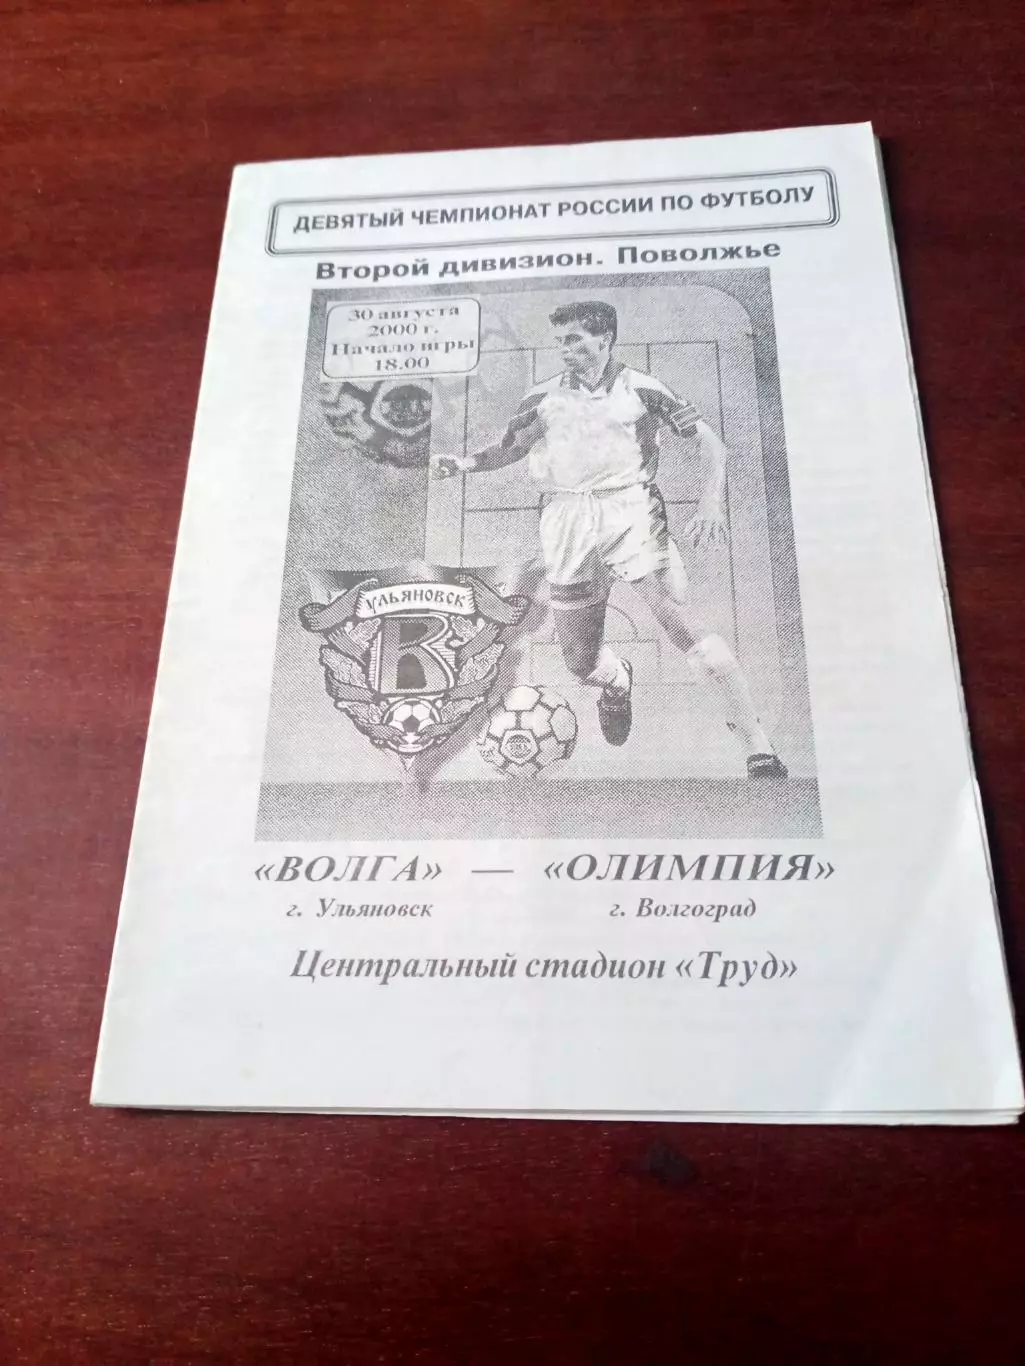 ДЕВЯТЫЙ ЧЕМПИОНАТ РОССИИ ПО ФУТБОЛУ
Второй дивизион. Поволжье
30 августа
2000 г.
Начало игры
18.00
УЛЬЯНОВСК
В
«ВОЛГА» — «ОЛИМПИЯ»
г. Ульяновск г. Волгоград
Центральный стадион «Труд»